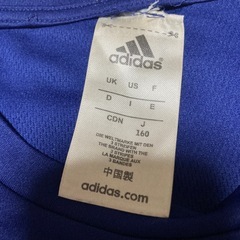 adidas
UK US F
D I E
CDN J
160
DIE WELTMARKE MIT DEN
3 STREIFEN
THE BRAND WITH THE
3 STRIPES
LA MARQUE AUX
3 BANDES
中国製
adidas.com